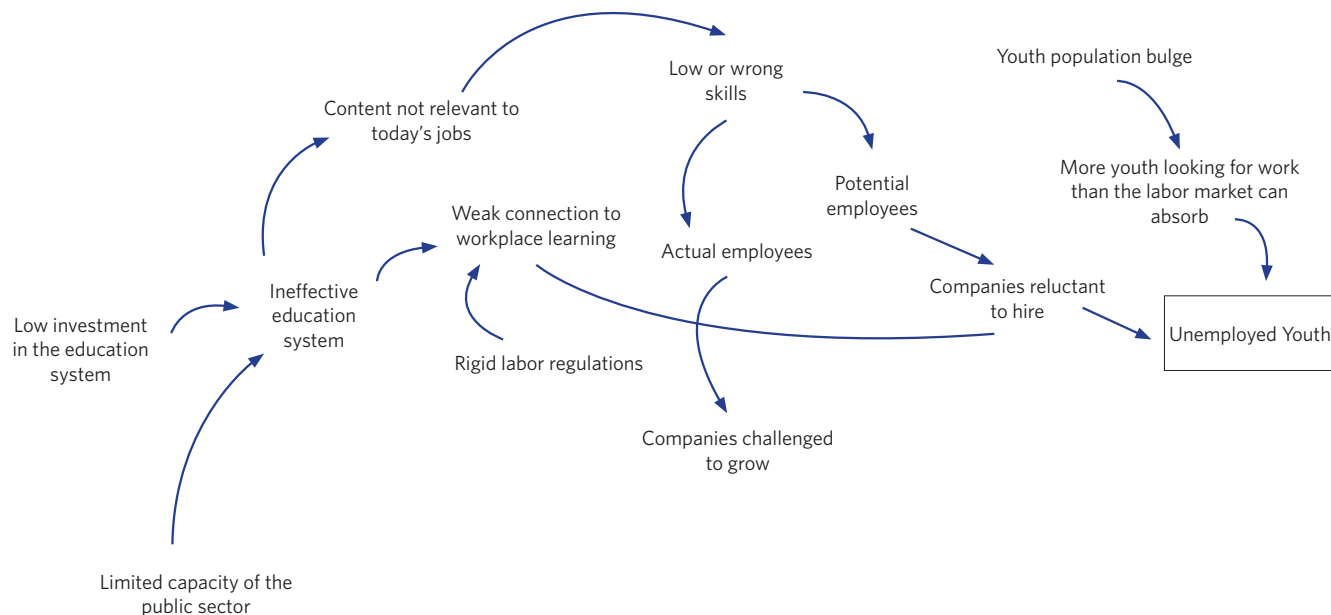 Youth population bulge
Low or wrong
skills
Content not relevant to
today's jobs
More youth looking for work
than the labor market can
absorb
Potential
employees
Weak connection to
workplace learning
Actual employees
Ineffective
education
system
Companies reluctant
to hire
Low investment
in the education
system
Unemployed Youth
Rigid labor regulations
Companies challenged
to grow
Limited capacity of the
public sector